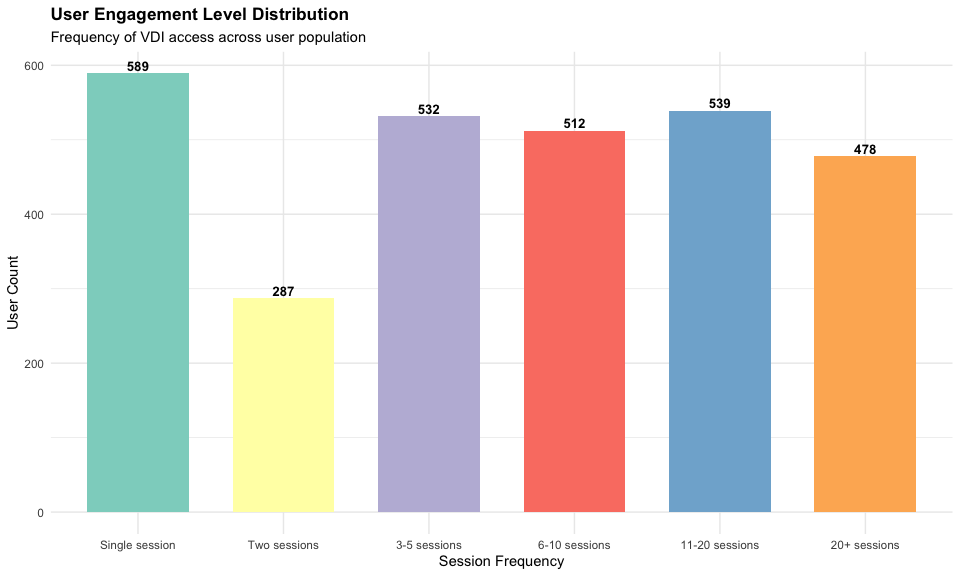 User Engagement Level Distribution
Frequency of VDI access across user population
User Count
600
400
200
0
589
287
532
512
539
478
Single session
Two sessions
3-5 sessions
6-10 sessions
11-20 sessions
20+ sessions
Session Frequency